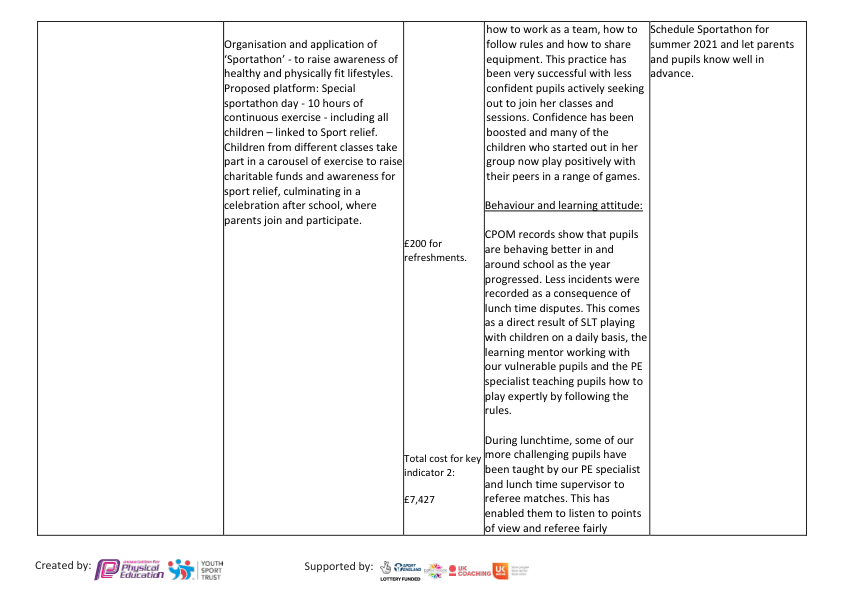 Organisation and application of
‘Sportathon’ - to raise awareness of
healthy and physically fit lifestyles.
Proposed platform: Special
sportathon day - 10 hours of
continuous exercise - including all
children – linked to Sport relief.
Children from different classes take
part in a carousel of exercise to raise
charitable funds and awareness for
sport relief, culminating in a
celebration after school, where
parents join and participate.
£200 for
refreshments.
Total cost for key
indicator 2:
£7,427
how to work as a team, how to
follow rules and how to share
equipment. This practice has
been very successful with less
confident pupils actively seeking
out to join her classes and
sessions. Confidence has been
boosted and many of the
children who started out in her
group now play positively with
their peers in a range of games.
Behaviour and learning attitude:
CPOM records show that pupils
are behaving better in and
around school as the year
progressed. Less incidents were
recorded as a consequence of
lunch time disputes. This comes
as a direct result of SLT playing
with children on a daily basis, the
learning mentor working with
our vulnerable pupils and the PE
specialist teaching pupils how to
play expertly by following the
rules.
During lunchtime, some of our
more challenging pupils have
been taught by our PE specialist
and lunch time supervisor to
referee matches. This has
enabled them to listen to points
of view and referee fairly
Schedule Sportathon for
summer 2021 and let parents
and pupils know well in
advance.
Created by:
Physical
Education
YOUTH
SPORT
TRUST
Supported by:
SPORT
ENGLAND
LOTTERY FUNDED
UK
COACHING